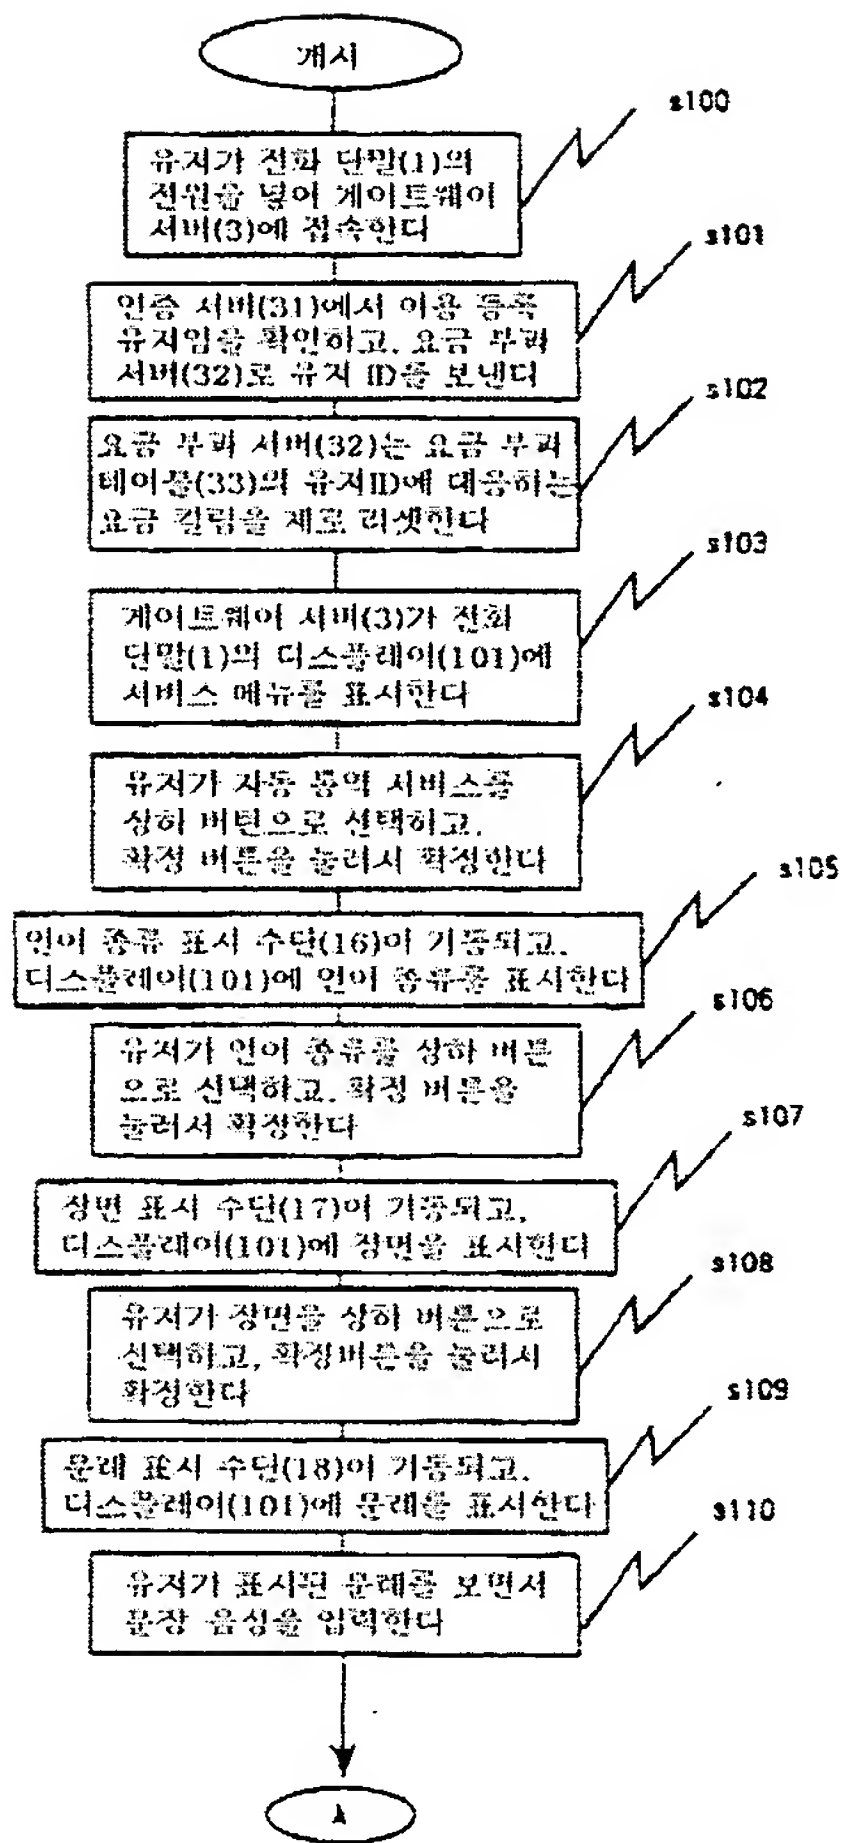 개시
s100
유저가 전화 단말(1)의
전원을 넣어 게이트웨이
서버(3)에 접속한다
s101
인증 서버(31)에서 이용 등록
유저임을 확인하고, 요금 부과
서버(32)로 유저 ID를 보낸다
s102
요금 부과 서버(32)는 요금 부과
테이블(33)의 유저ID에 대응하는
요금 컬럼을 제로 리셋한다
s103
게이트웨이 서버(3)가 전화
단말(1)의 디스플레이(101)에
서비스 메뉴를 표시한다
s104
유저가 자동 통역 서비스를
상하 버튼으로 선택하고,
확정 버튼을 눌러서 확정한다
s105
언어 종류 표시 수단(16)이 기동되고,
디스플레이(101)에 언어 종류를 표시한다
s106
유저가 언어 종류를 상하 버튼
으로 선택하고, 확정 버튼을
눌러서 확정한다
s107
장면 표시 수단(17)이 기동되고,
디스플레이(101)에 장면을 표시한다
s108
유저가 장면을 상하 버튼으로
선택하고, 확정버튼을 눌러서
확정한다
s109
문례 표시 수단(18)이 기동되고,
디스플레이(101)에 문례를 표시한다
s110
유저가 표시된 문례를 보면서
문장 음성을 입력한다
A